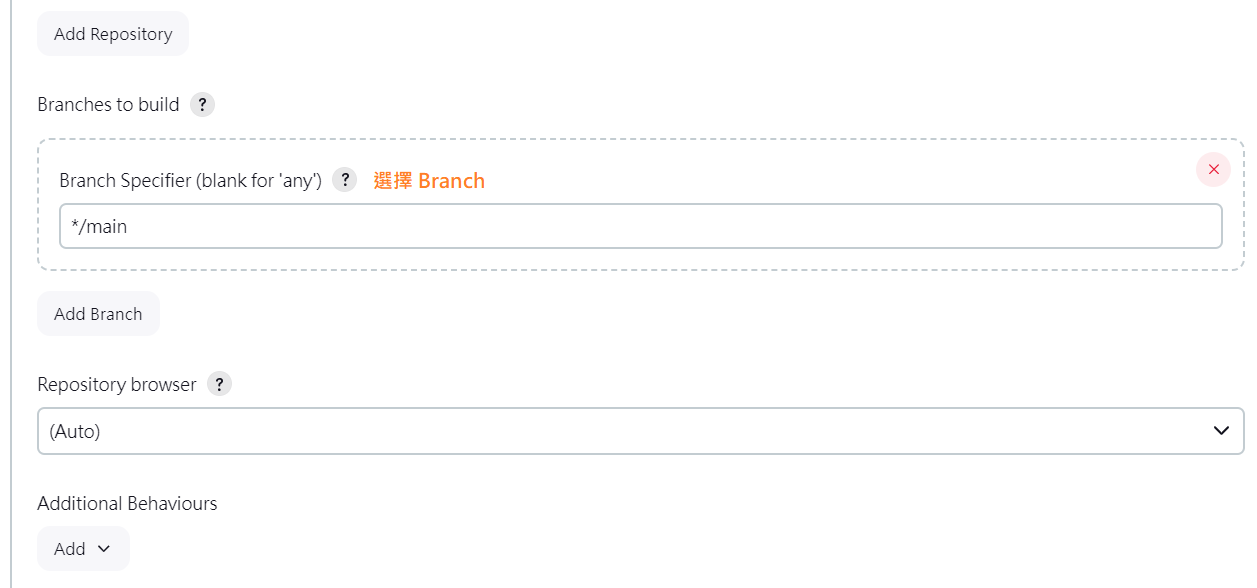 Add Repository
Branches to build ?
Branch Specifier (blank for 'any') ? 選擇 Branch
*/main
Add Branch
Repository browser ?
(Auto)
Additional Behaviours
Add